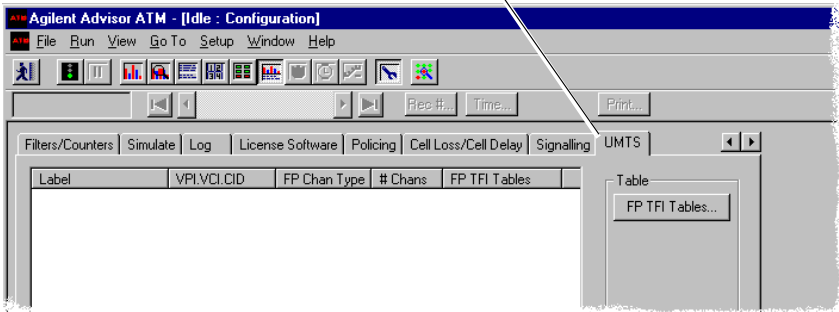 ATM Agilent Advisor ATM - [Idle : Configuration]
ATM File Run View Go To Setup Window Help
Rec #... Time... Print...
Filters/Counters Simulate Log License Software Policing Cell Loss/Cell Delay Signalling UMTS
Label VPI.VCI.CID FP Chan Type # Chans FP TFI Tables Table
FP TFI Tables...